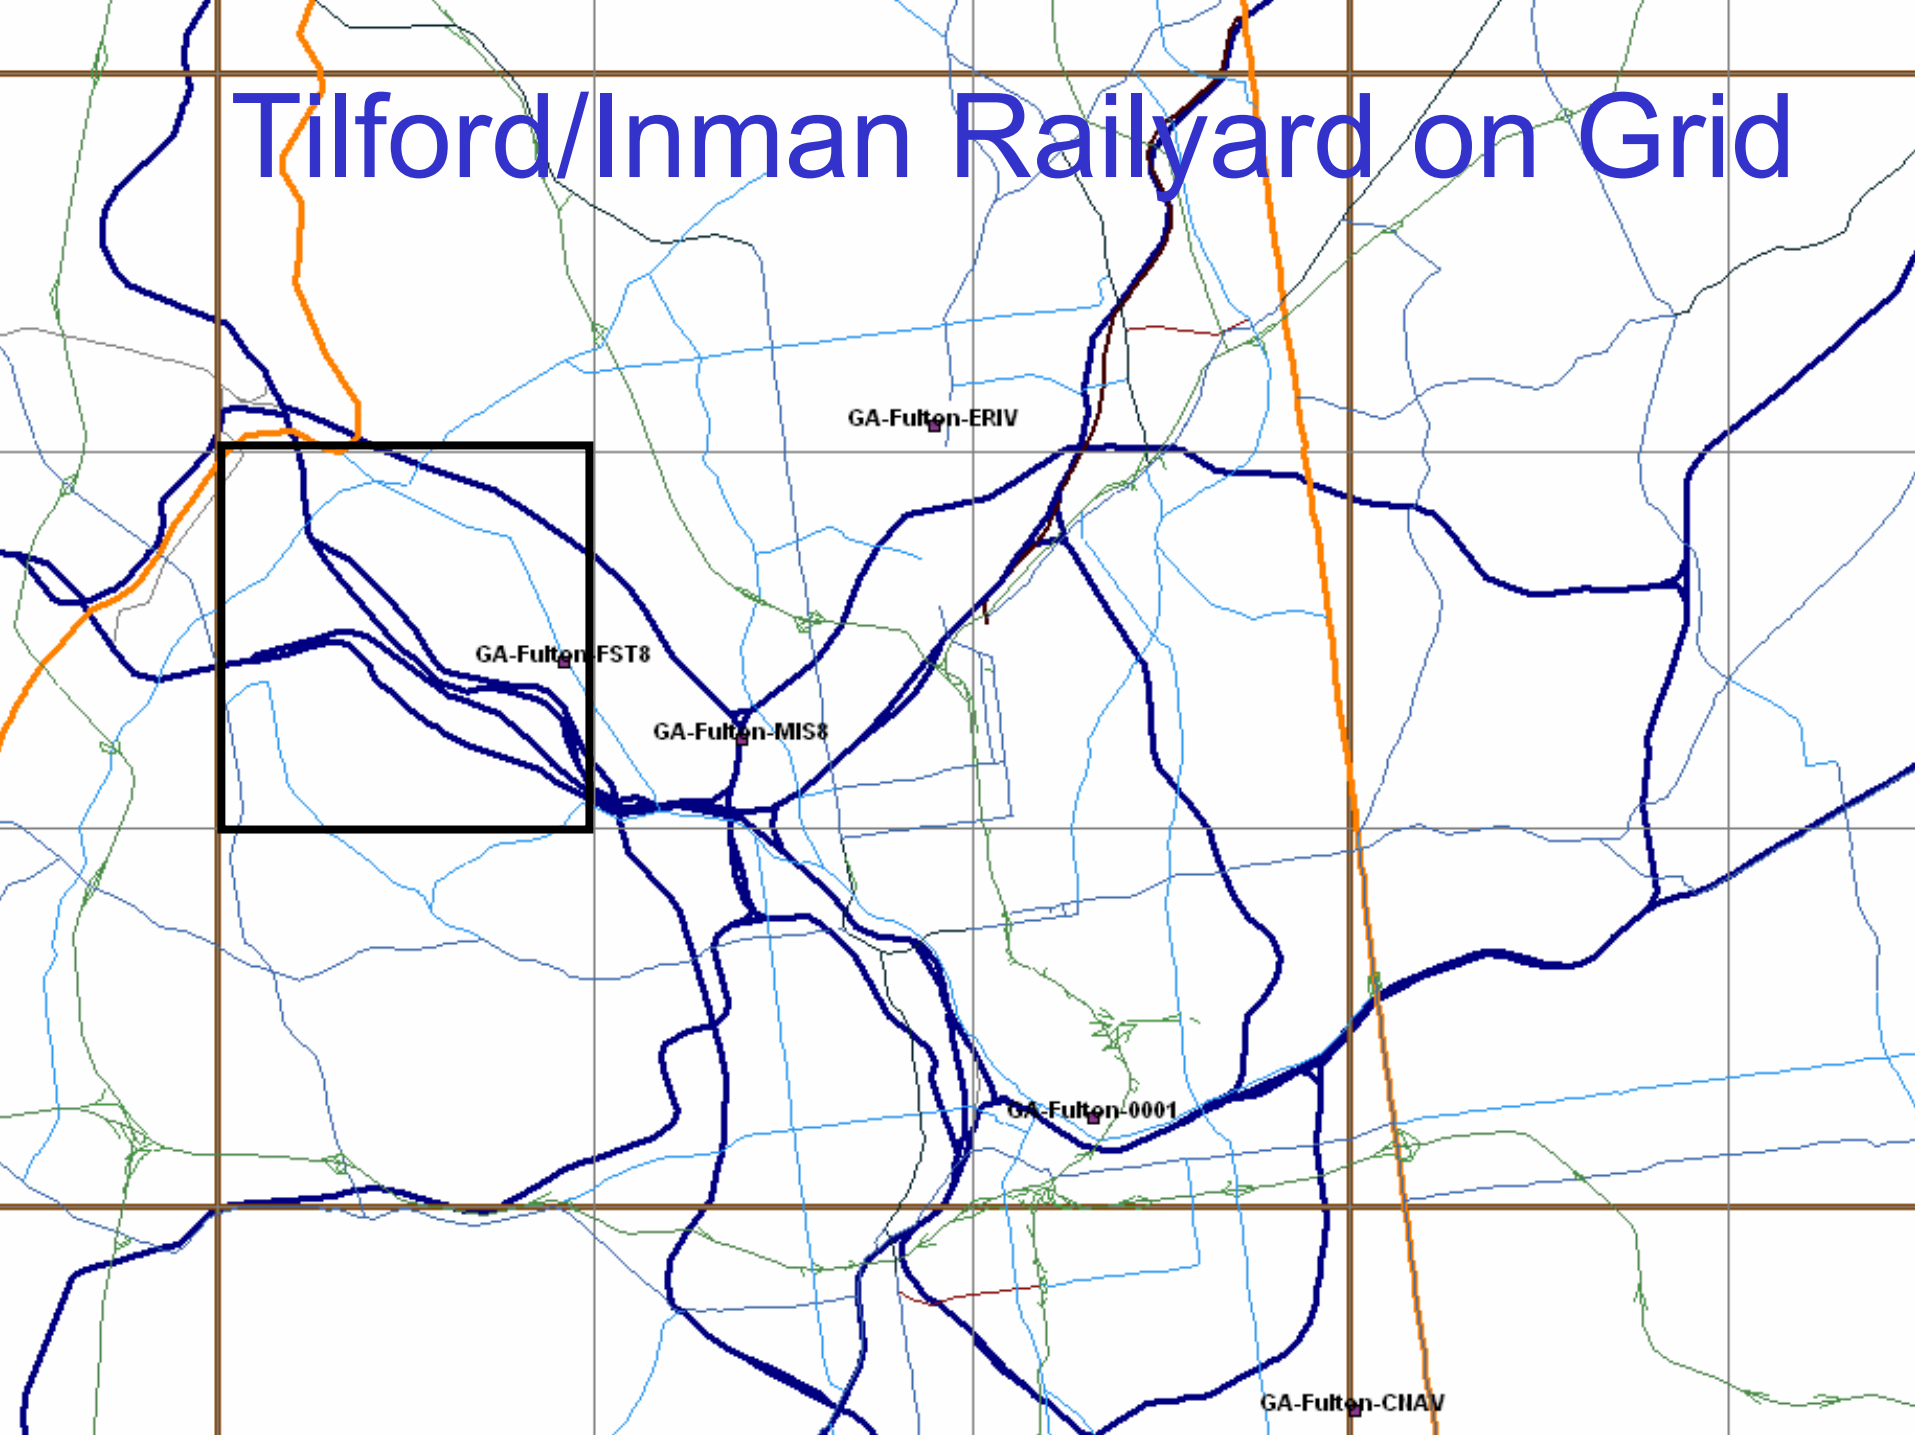 Tilford/Inman Railyard on Grid
GA-Fulton-ERIV
GA-Fulton-FST8
GA-Fulton-MIS8
GA-Fulton-0001
GA-Fulton-CNAV